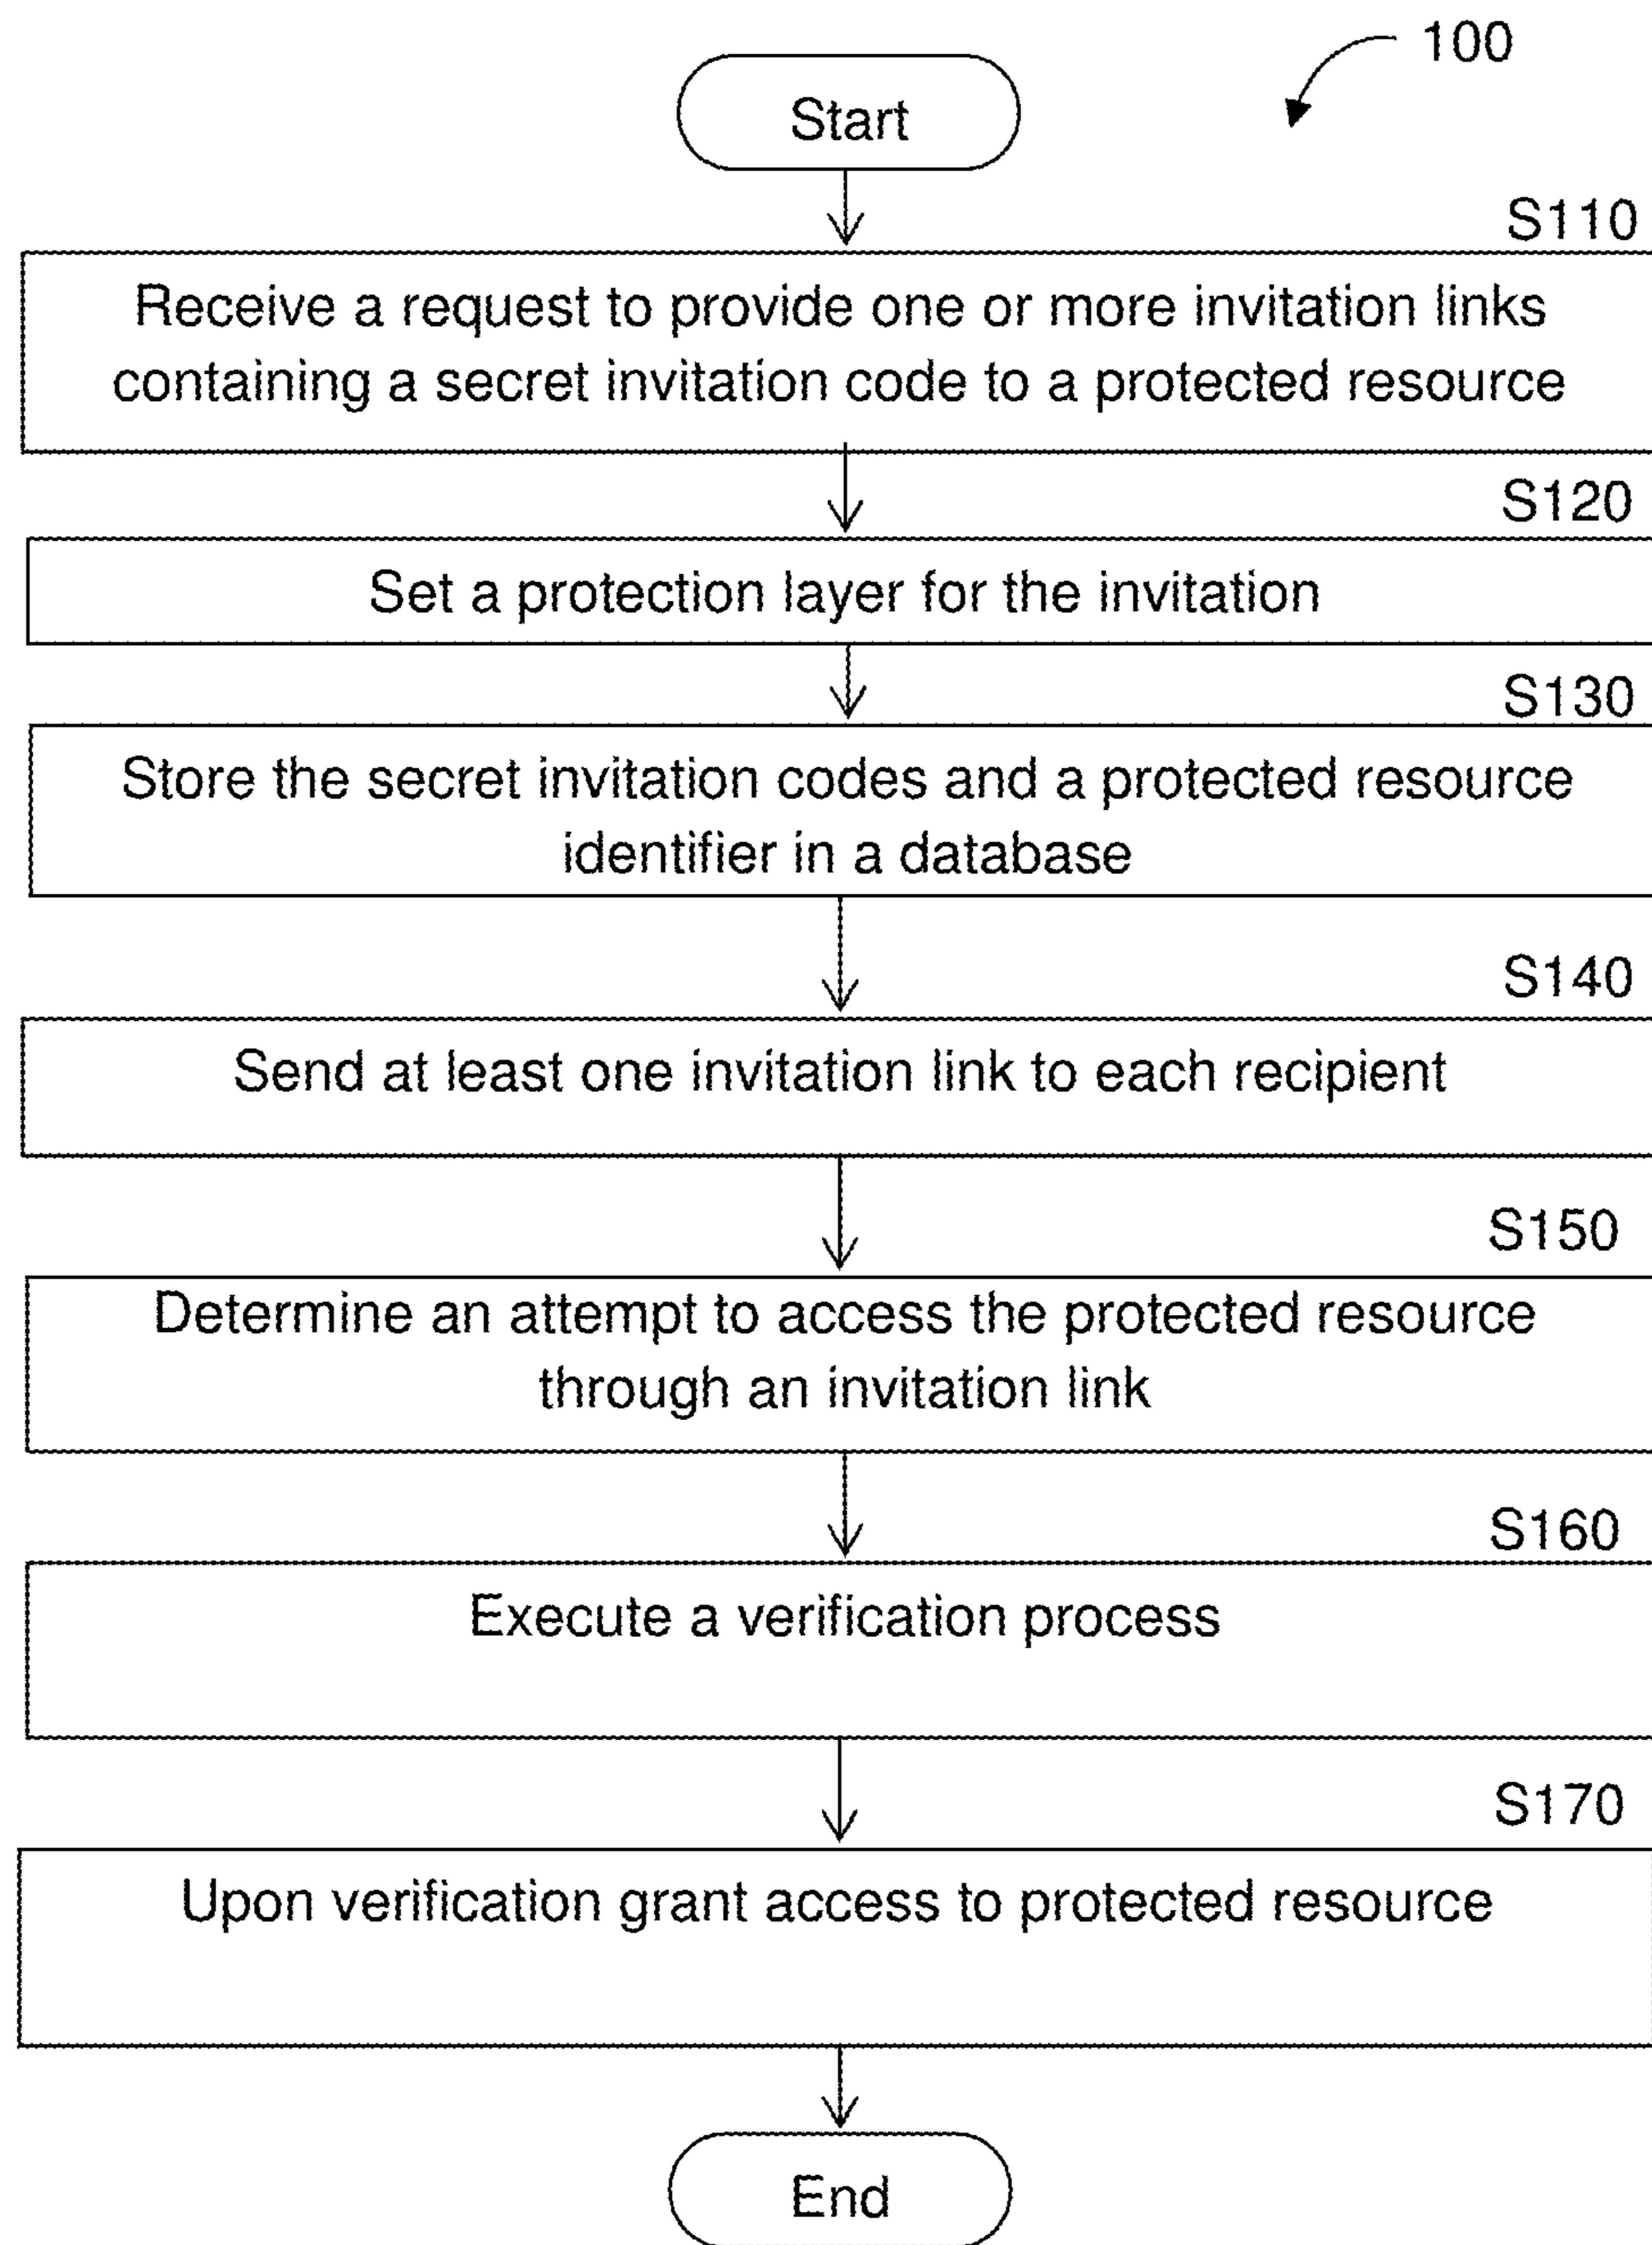 100
Start
S110
Receive a request to provide one or more invitation links
containing a secret invitation code to a protected resource
S120
Set a protection layer for the invitation
S130
Store the secret invitation codes and a protected resource
identifier in a database
S140
Send at least one invitation link to each recipient
S150
Determine an attempt to access the protected resource
through an invitation link
S160
Execute a verification process
S170
Upon verification grant access to protected resource
End